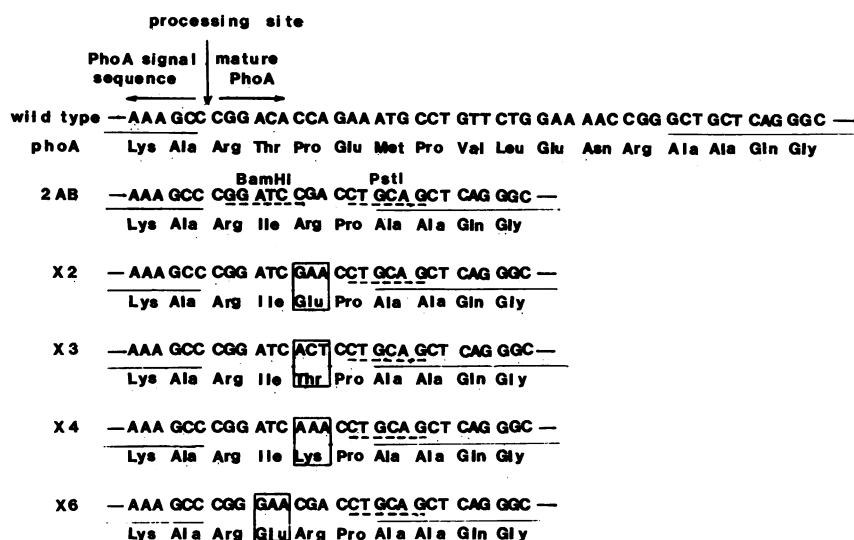 processing site
PhoA signal mature
sequence PhoA
wild type —AAA GCC CGG ACA CCA GAA ATG CCT GTT CTG GAA AAC CGG GCT GCT CAG GGC —
phoA Lys Ala Arg Thr Pro Glu Met Pro Val Leu Glu Asn Arg Ala Ala Gln Gly
BamHI PstI
2AB —AAA GCC CGG ATC CGA CCT GCA GCT CAG GGC —
Lys Ala Arg Ile Arg Pro Ala Ala Gln Gly
X2 —AAA GCC CGG ATC GAA CCT GCA GCT CAG GGC —
Lys Ala Arg Ile Glu Pro Ala Ala Gln Gly
X3 —AAA GCC CGG ATC ACT CCT GCA GCT CAG GGC —
Lys Ala Arg Ile Thr Pro Ala Ala Gln Gly
X4 —AAA GCC CGG ATC AAA CCT GCA GCT CAG GGC —
Lys Ala Arg Ile Lys Pro Ala Ala Gln Gly
X6 —AAA GCC CGG GAA CGA CCT GCA GCT CAG GGC —
Lys Ala Arg Glu Arg Pro Ala Ala Gln Gly